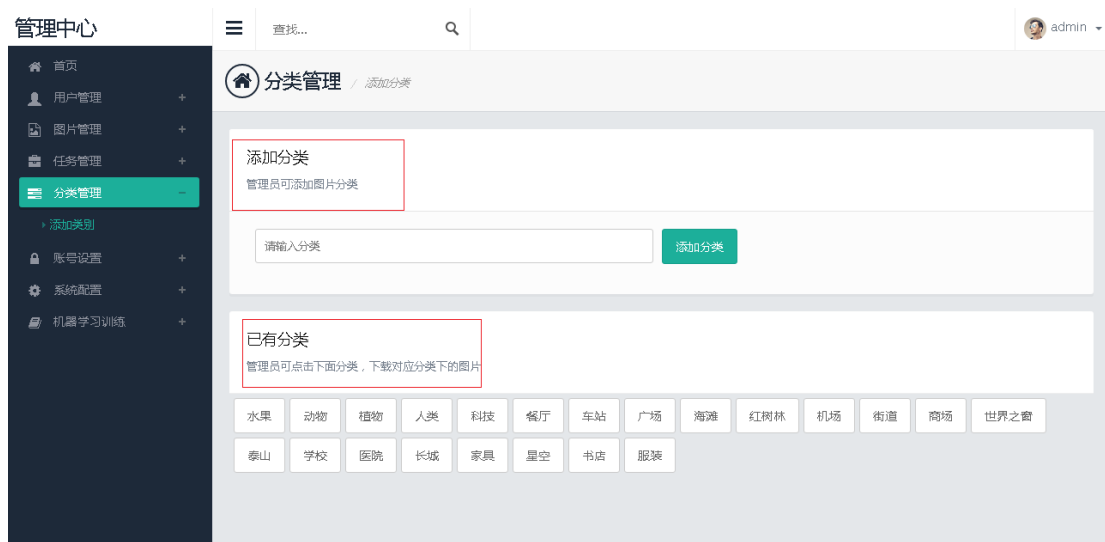 管理中心
查找...
admin
首页
用户管理
图片管理
任务管理
分类管理
添加类别
账号设置
系统配置
机器学习训练
分类管理 / 添加分类
添加分类
管理员可添加图片分类
请输入分类
添加分类
已有分类
管理员可点击下面分类，下载对应分类下的图片
水果 动物 植物 人类 科技 餐厅 车站 广场 海滩 红树林 机场 街道 商场 世界之窗
泰山 学校 医院 长城 家具 星空 书店 服装